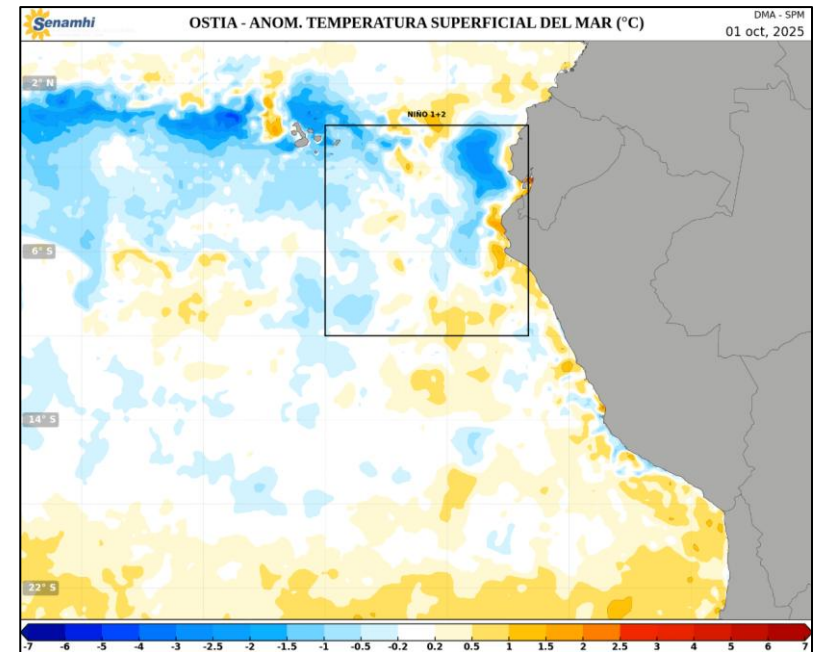 Senamhi
OSTIA - ANOM. TEMPERATURA SUPERFICIAL DEL MAR (°C)
DMA - SPM
01 oct, 2025
2° N
NIÑO 1+2
6° S
14° S
22° S
-7 -6 -5 -4 -3 -2.5 -2 -1.5 -1 -0.5 -0.2 0.2 0.5 1 1.5 2 2.5 3 4 5 6 7